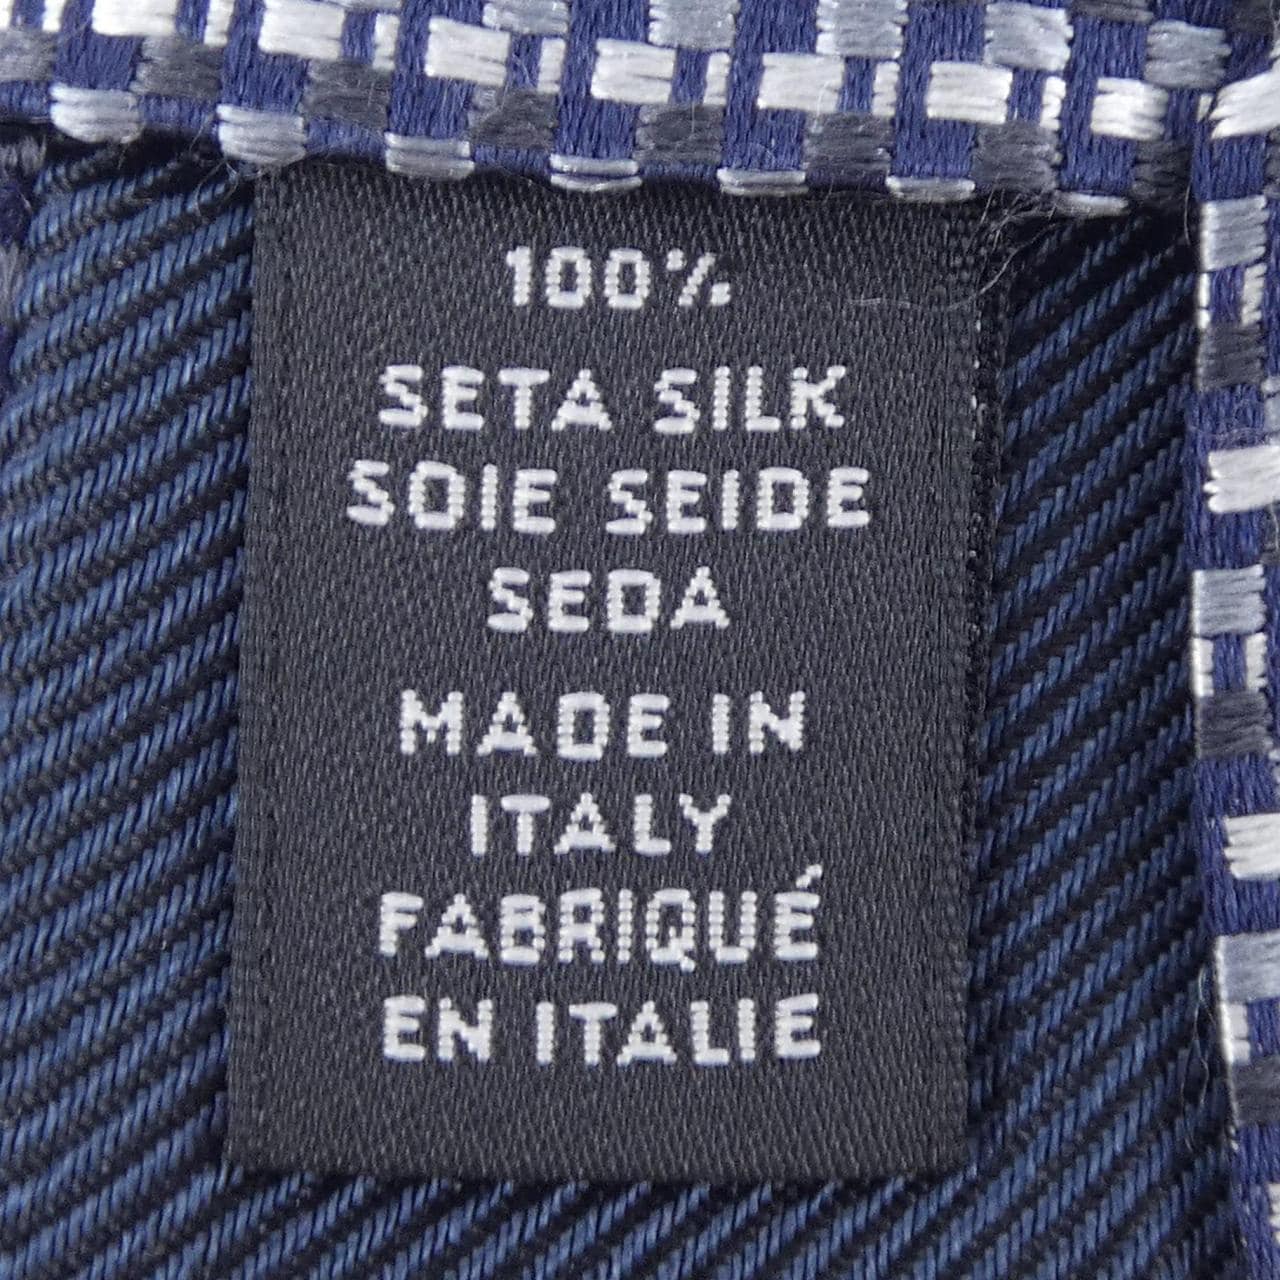 100%
SETA SILK
SOIE SEIDE
SEDA
MADE IN
ITALY
FABRIQUÉ
EN ITALIE